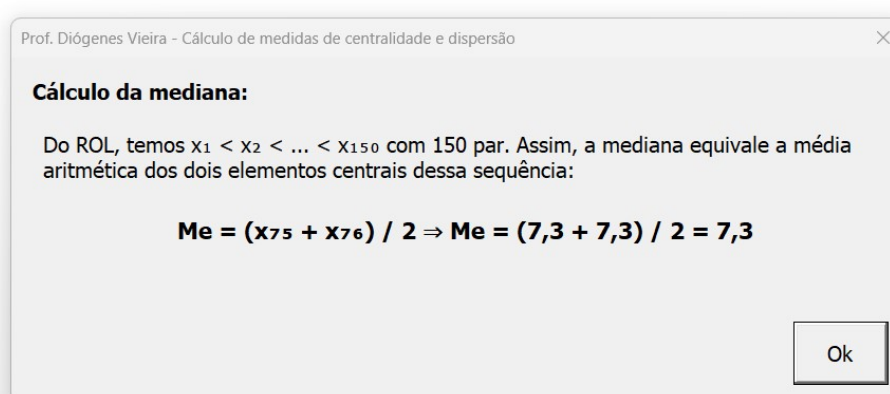 Prof. Diógenes Vieira - Cálculo de medidas de centralidade e dispersão
Cálculo da mediana:
Do ROL, temos x₁ < x₂ < ... < x₁₅₀ com 150 par. Assim, a mediana equivale a média
aritmética dos dois elementos centrais dessa sequência:
Me = (x₇₅ + x₇₆) / 2 ⇒ Me = (7,3 + 7,3) / 2 = 7,3
Ok